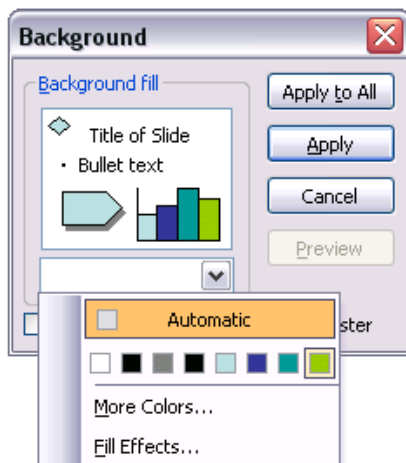 Background
Background fill
Title of Slide
• Bullet text
Apply to All
Apply
Cancel
Preview
Automatic
ster
More Colors...
Fill Effects...